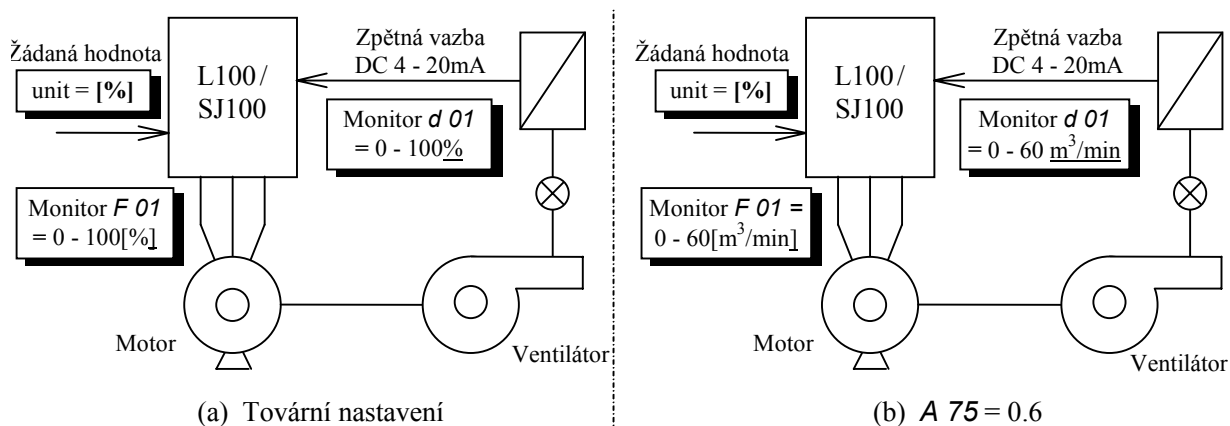 Žádaná hodnota
unit = [%]
L100 /
SJ100
Zpětná vazba
DC 4 - 20mA
Monitor d 01
= 0 - 100%
Monitor F 01
= 0 - 100[%]
Motor
Ventilátor
(a) Tovární nastavení
Žádaná hodnota
unit = [%]
L100 /
SJ100
Zpětná vazba
DC 4 - 20mA
Monitor d 01
= 0 - 60 m³/min
Monitor F 01 =
0 - 60[m³/min]
Motor
Ventilátor
(b) A 75 = 0.6